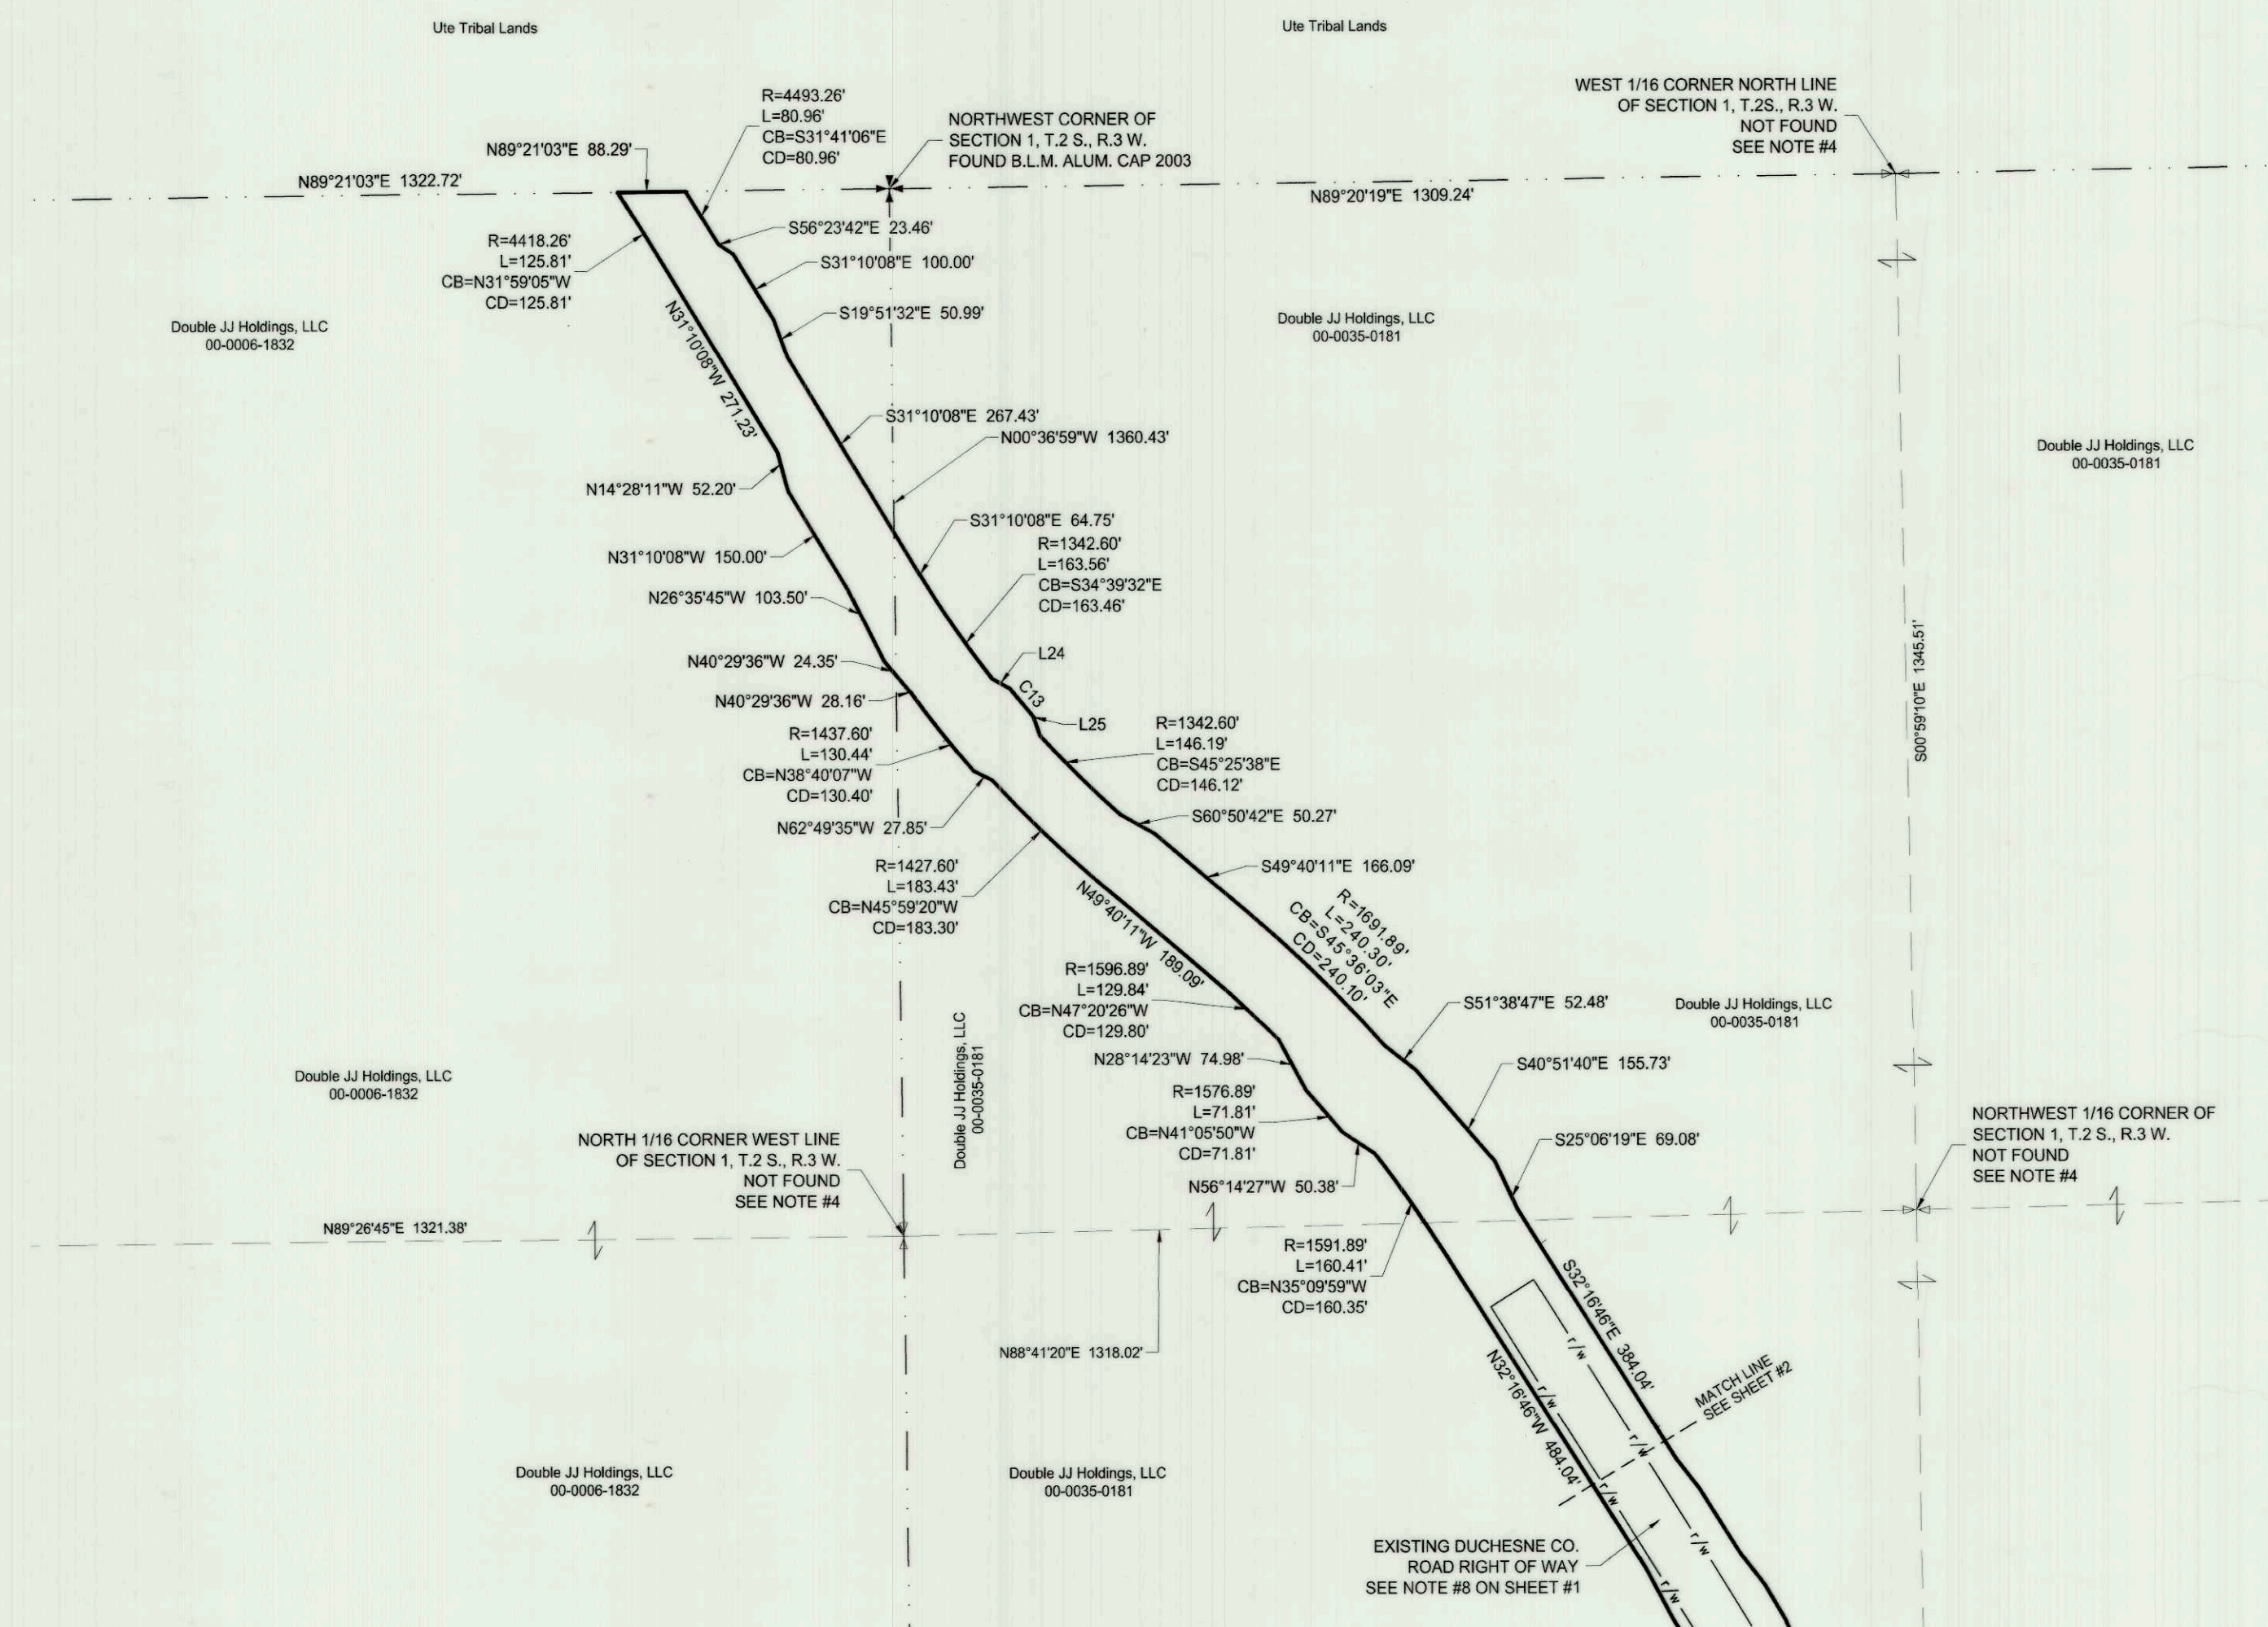 Ute Tribal Lands
Ute Tribal Lands
R=4493.26'
L=80.96'
CB=S31°41'06"E
CD=80.96'
NORTHWEST CORNER OF
SECTION 1, T.2 S., R.3 W.
FOUND B.L.M. ALUM. CAP 2003
WEST 1/16 CORNER NORTH LINE
OF SECTION 1, T.2S., R.3 W.
NOT FOUND
SEE NOTE #4
N89°21'03"E 88.29'
N89°21'03"E 1322.72'
N89°20'19"E 1309.24'
S56°23'42"E 23.46'
R=4418.26'
L=125.81'
CB=N31°59'05"W
CD=125.81'
S31°10'08"E 100.00'
S19°51'32"E 50.99'
Double JJ Holdings, LLC
00-0006-1832
N31°10'08"W 271.23'
Double JJ Holdings, LLC
00-0035-0181
S31°10'08"E 267.43'
N00°36'59"W 1360.43'
Double JJ Holdings, LLC
00-0035-0181
N14°28'11"W 52.20'
S31°10'08"E 64.75'
R=1342.60'
L=163.56'
CB=S34°39'32"E
CD=163.46'
N31°10'08"W 150.00'
N26°35'45"W 103.50'
L24
C13
L25
N40°29'36"W 24.35'
N40°29'36"W 28.16'
S00°59'10"E 1345.51'
R=1437.60'
L=130.44'
CB=N38°40'07"W
CD=130.40'
R=1342.60'
L=146.19'
CB=S45°25'38"E
CD=146.12'
N62°49'35"W 27.85'
S60°50'42"E 50.27'
R=1427.60'
L=183.43'
CB=N45°59'20"W
CD=183.30'
S49°40'11"E 166.09'
N49°40'11"W 189.09'
R=1691.89'
L=240.30'
CB=S45°36'03"E
CD=240.10'
R=1596.89'
L=129.84'
CB=N47°20'26"W
CD=129.80'
S51°38'47"E 52.48'
Double JJ Holdings, LLC
00-0035-0181
N28°14'23"W 74.98'
S40°51'40"E 155.73'
Double JJ Holdings, LLC
00-0006-1832
Double JJ Holdings, LLC
00-0035-0181
R=1576.89'
L=71.81'
CB=N41°05'50"W
CD=71.81'
NORTHWEST 1/16 CORNER OF
SECTION 1, T.2 S., R.3 W.
NOT FOUND
SEE NOTE #4
NORTH 1/16 CORNER WEST LINE
OF SECTION 1, T.2 S., R.3 W.
NOT FOUND
SEE NOTE #4
S25°06'19"E 69.08'
N56°14'27"W 50.38'
N89°26'45"E 1321.38'
R=1591.89'
L=160.41'
CB=N35°09'59"W
CD=160.35'
S32°16'46"E 384.04'
N88°41'20"E 1318.02'
r/w
r/w
N32°16'46"W 484.04'
MATCH LINE
SEE SHEET #2
r/w
r/w
Double JJ Holdings, LLC
00-0006-1832
Double JJ Holdings, LLC
00-0035-0181
EXISTING DUCHESNE CO.
ROAD RIGHT OF WAY
SEE NOTE #8 ON SHEET #1
r/w
r/w